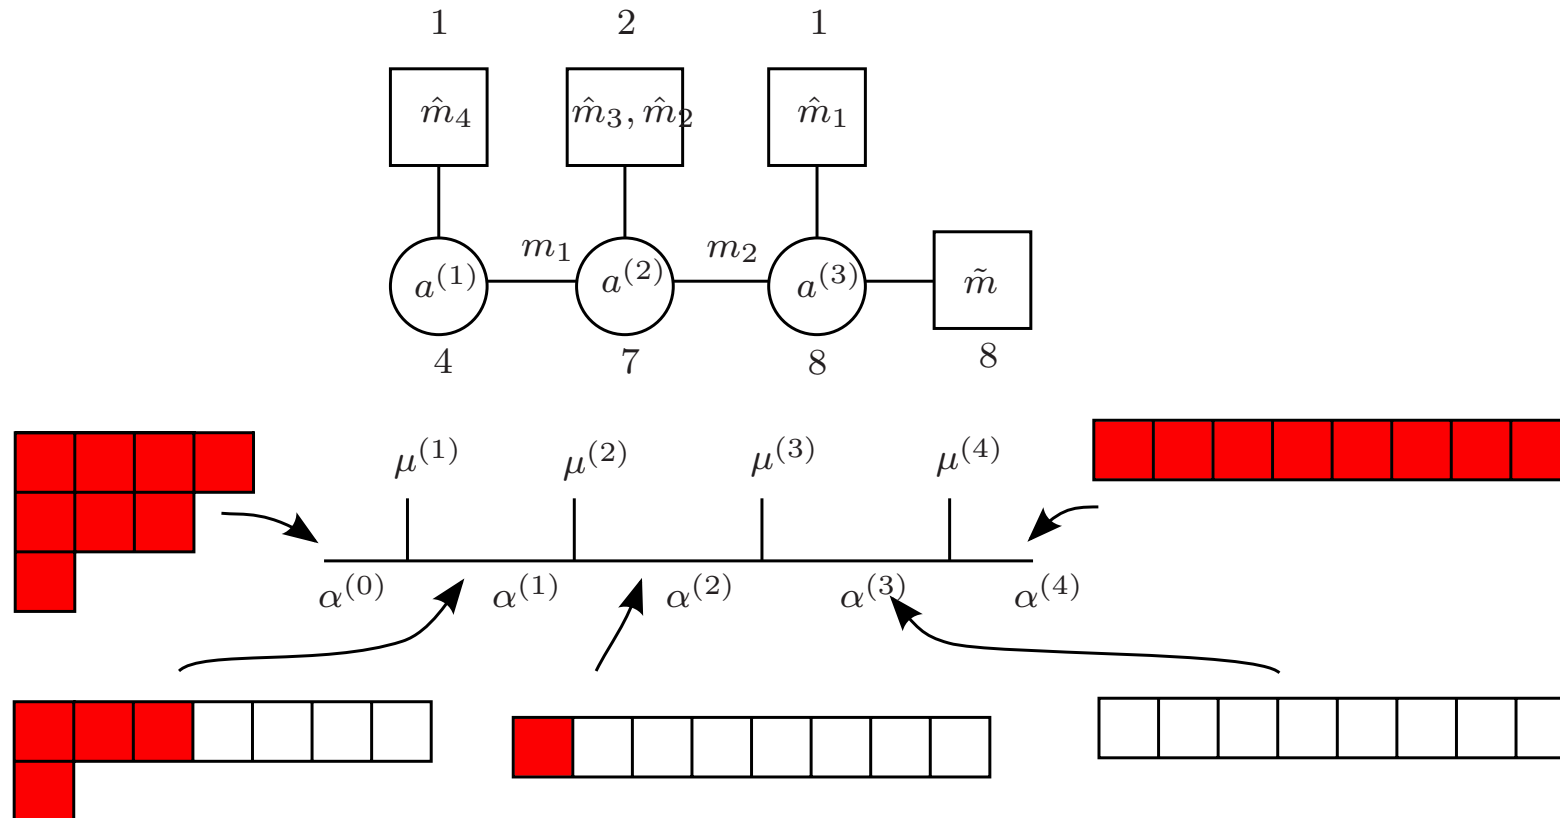 1 2 1
m̂₄ m̂₃, m̂₂ m̂₁
m₁ m₂
a⁽¹⁾ a⁽²⁾ a⁽³⁾ m̃
4 7 8 8
μ⁽¹⁾ μ⁽²⁾ μ⁽³⁾ μ⁽⁴⁾
α⁽⁰⁾ α⁽¹⁾ α⁽²⁾ α⁽³⁾ α⁽⁴⁾